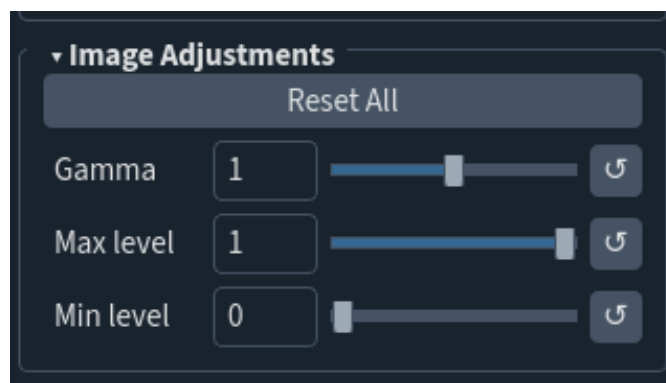 Image Adjustments
Reset All
Gamma 1
Max level 1
Min level 0